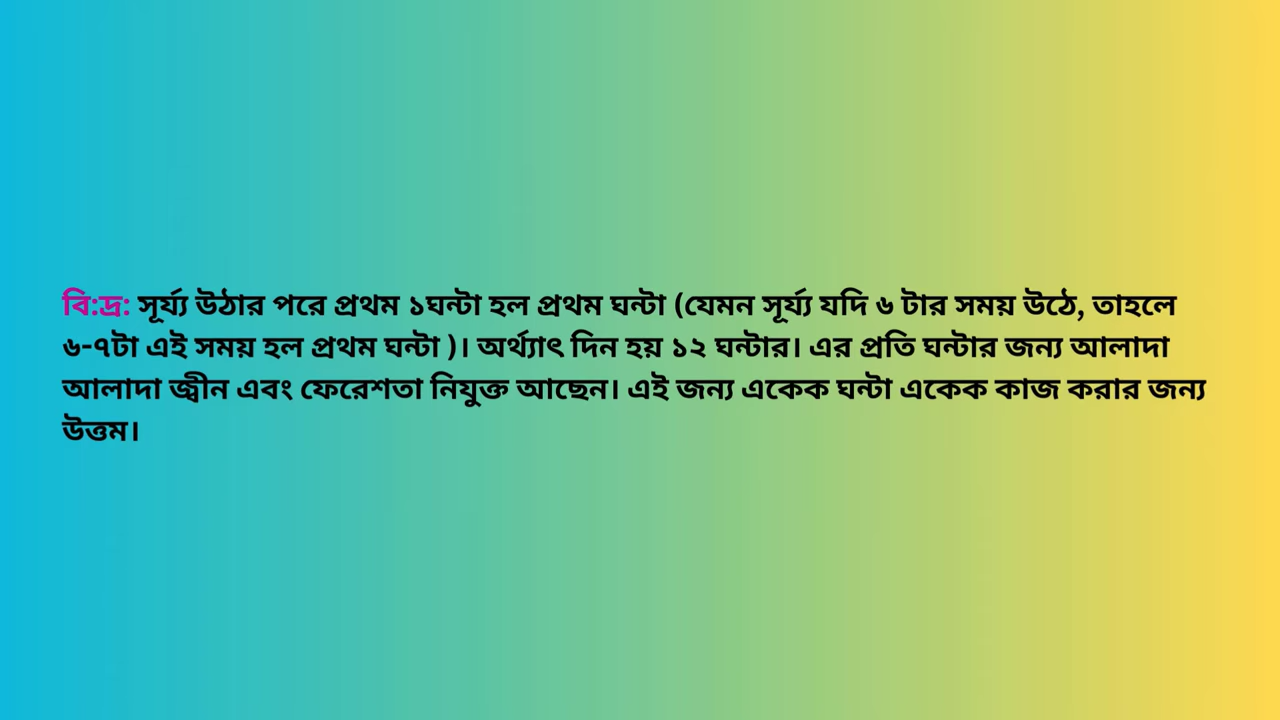 বি:দ্র: সূর্য্য উঠার পরে প্রথম ১ঘন্টা হল প্রথম ঘন্টা (যেমন সূর্য্য যদি ৬ টার সময় উঠে, তাহলে
৬-৭টা এই সময় হল প্রথম ঘন্টা )। অর্থ্যাৎ দিন হয় ১২ ঘন্টার। এর প্রতি ঘন্টার জন্য আলাদা
আলাদা জ্বীন এবং ফেরেশতা নিযুক্ত আছেন। এই জন্য একেক ঘন্টা একেক কাজ করার জন্য
উত্তম।